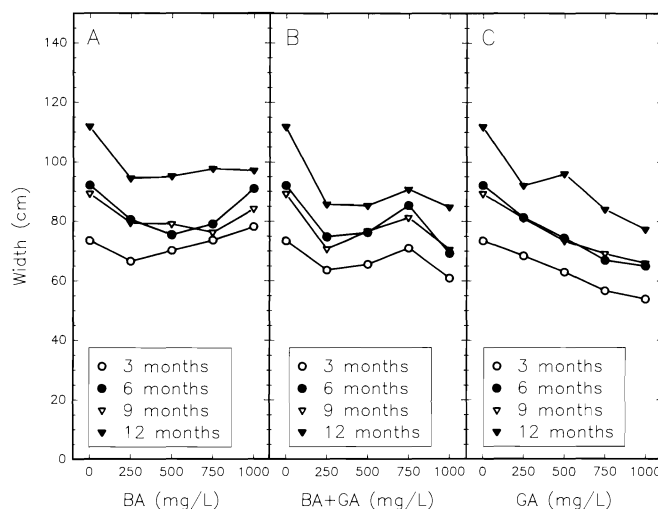 A
B
C
140
120
100
80
60
40
20
0
Width (cm)
3 months
6 months
9 months
12 months
3 months
6 months
9 months
12 months
3 months
6 months
9 months
12 months
0 250 500 750 1000
0 250 500 750 1000
0 250 500 750 1000
BA (mg/L)
BA+GA (mg/L)
GA (mg/L)